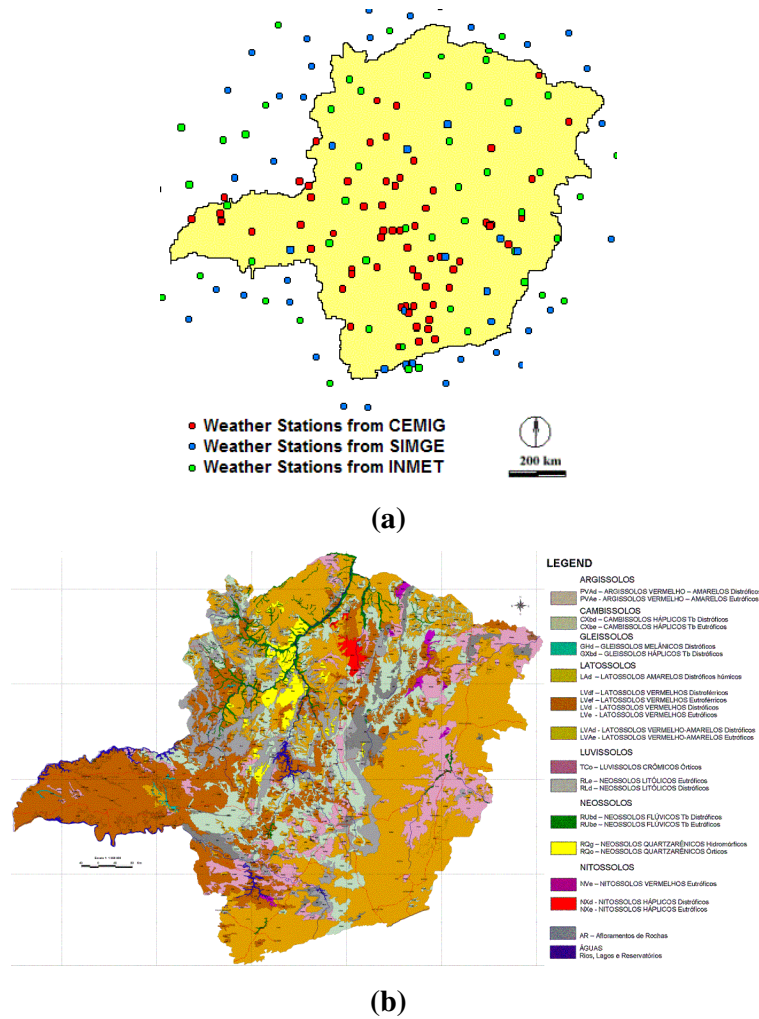 Weather Stations from CEMIG
Weather Stations from SIMGE
Weather Stations from INMET
200 km
(a)
LEGEND
ARGISSOLOS
PVAd – ARGISSOLOS VERMELHO – AMARELOS Distróficos
PVAe - ARGISSOLOS VERMELHO – AMARELOS Eutróficos
CAMBISSOLOS
CXbd – CAMBISSOLOS HÁPLICOS Tb Distróficos
CXbe – CAMBISSOLOS HÁPLICOS Tb Eutróficos
GLEISSOLOS
GHd – GLEISSOLOS MELÂNICOS Distróficos
GXbd – GLEISSOLOS HÁPLICOS Tb Distróficos
LATOSSOLOS
LAd – LATOSSOLOS AMARELOS Distróficos húmicos
LVdf – LATOSSOLOS VERMELHOS Distroférricos
LVef – LATOSSOLOS VERMELHOS Eutroférricos
LVd - LATOSSOLOS VERMELHOS Distróficos
LVe - LATOSSOLOS VERMELHOS Eutróficos
LVAd - LATOSSOLOS VERMELHO-AMARELOS Distróficos
LVAe - LATOSSOLOS VERMELHO-AMARELOS Eutróficos
LUVISSOLOS
TCo – LUVISSOLOS CRÔMICOS Órticos
RLe – NEOSSOLOS LITÓLICOS Eutróficos
RLd – NEOSSOLOS LITÓLICOS Distróficos
NEOSSOLOS
RUbd – NEOSSOLOS FLÚVICOS Tb Distróficos
RUbe – NEOSSOLOS FLÚVICOS Tb Eutróficos
RQg – NEOSSOLOS QUARTZARÊNICOS Hidromórficos
RQo – NEOSSOLOS QUARTZARÊNICOS Órticos
NITOSSOLOS
NVe – NITOSSOLOS VERMELHOS Eutróficos
NXd - NITOSSOLOS HÁPLICOS Distróficos
NXe - NITOSSOLOS HÁPLICOS Eutróficos
AR – Afloramentos de Rochas
ÁGUAS
Rios, Lagos e Reservatórios
(b)